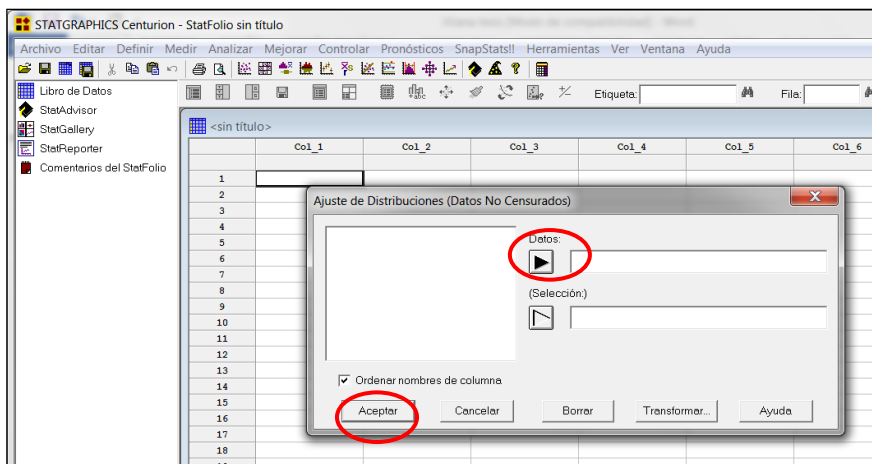 STATGRAPHICS Centurion - StatFolio sin título
Archivo Editar Definir Medir Analizar Mejorar Controlar Pronósticos SnapStats!! Herramientas Ver Ventana Ayuda
Libro de Datos
StatAdvisor
StatGallery
StatReporter
Comentarios del StatFolio
Etiqueta:
Fila:
<sin título>
Col_1 Col_2 Col_3 Col_4 Col_5 Col_6
1
2
3
4
5
6
7
8
9
10
11
12
13
14
15
16
17
18
Ajuste de Distribuciones (Datos No Censurados)
Datos:
(Selección:)
Ordenar nombres de columna
Aceptar Cancelar Borrar Transformar... Ayuda